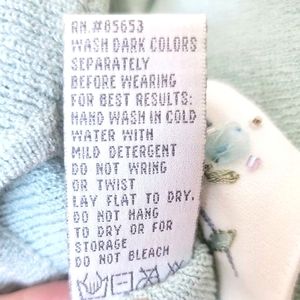 RN.#85653
WASH DARK COLORS
SEPARATELY
BEFORE WEARING
FOR BEST RESULTS:
HAND WASH IN COLD
WATER WITH
MILD DETERGENT
DO NOT WRING
OR TWIST
LAY FLAT TO DRY.
DO NOT HANG
TO DRY OR FOR
STORAGE
DO NOT BLEACH